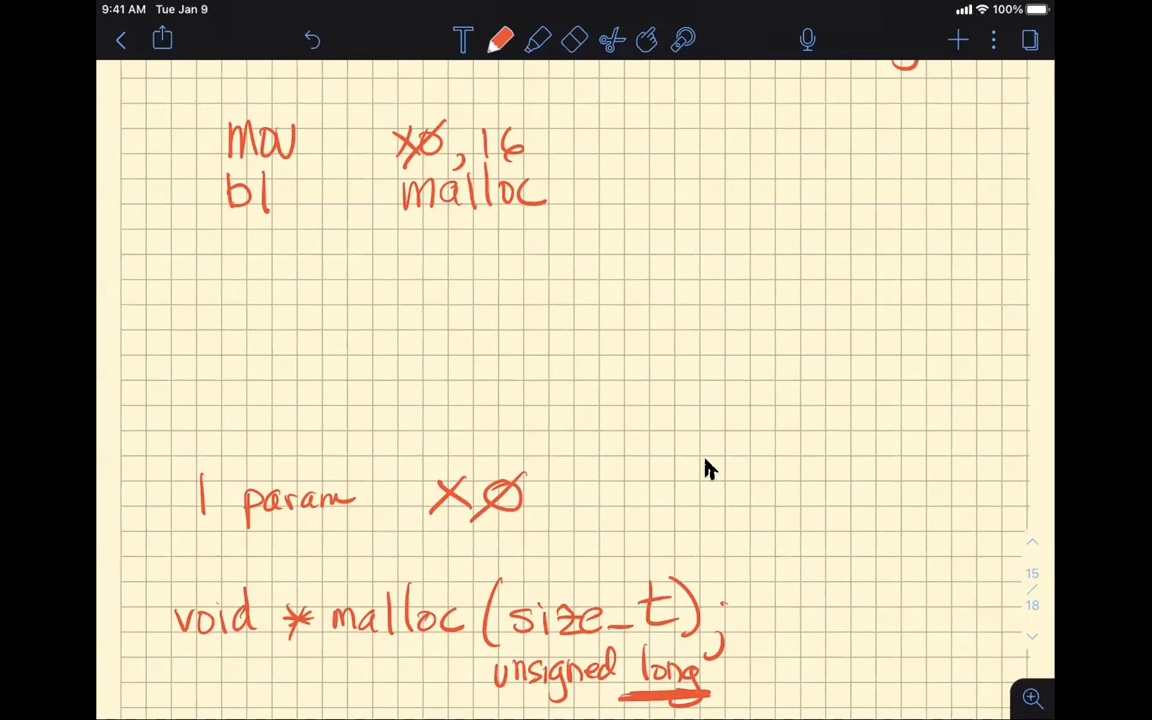 9:41 AM Tue Jan 9 100%
T
mov x0, 16
bl malloc
1 param x0
void * malloc (size_t);
unsigned long
15
/
18